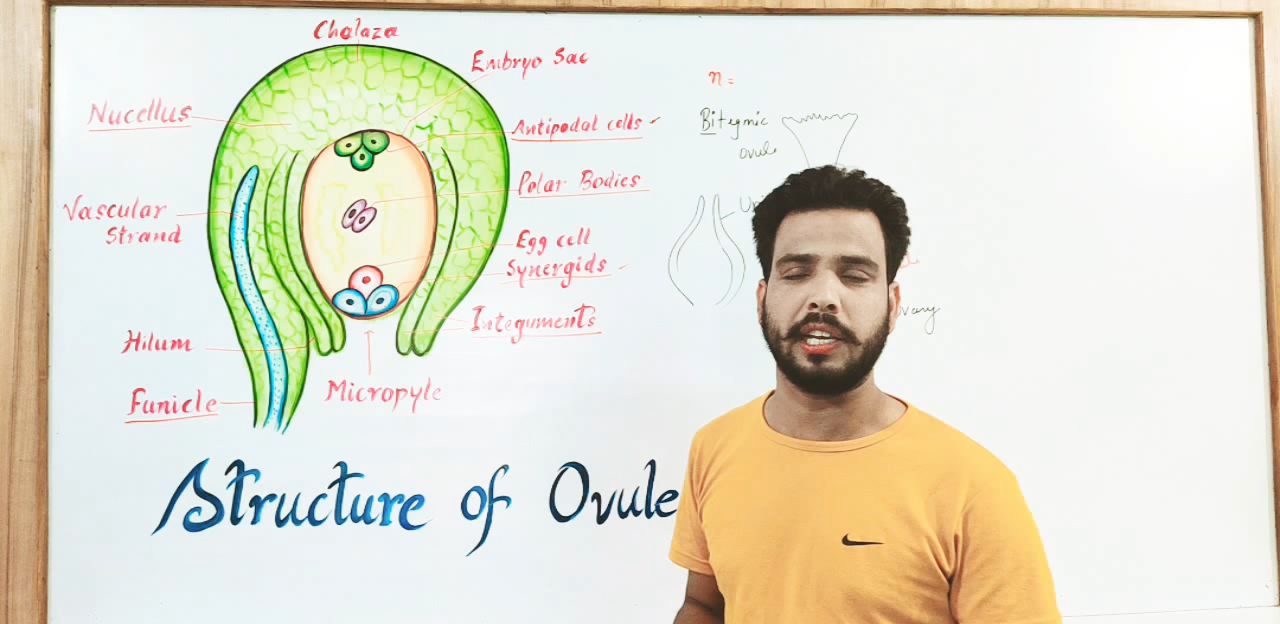 Chalaza
Embryo Sac
Nucellus
Antipodal cells
Polar Bodies
Vascular
Strand
Egg cell
Synergids
Integuments
Hilum
Micropyle
Funicle
Structure of Ovule
n =
Bitegmic
ovule
vary